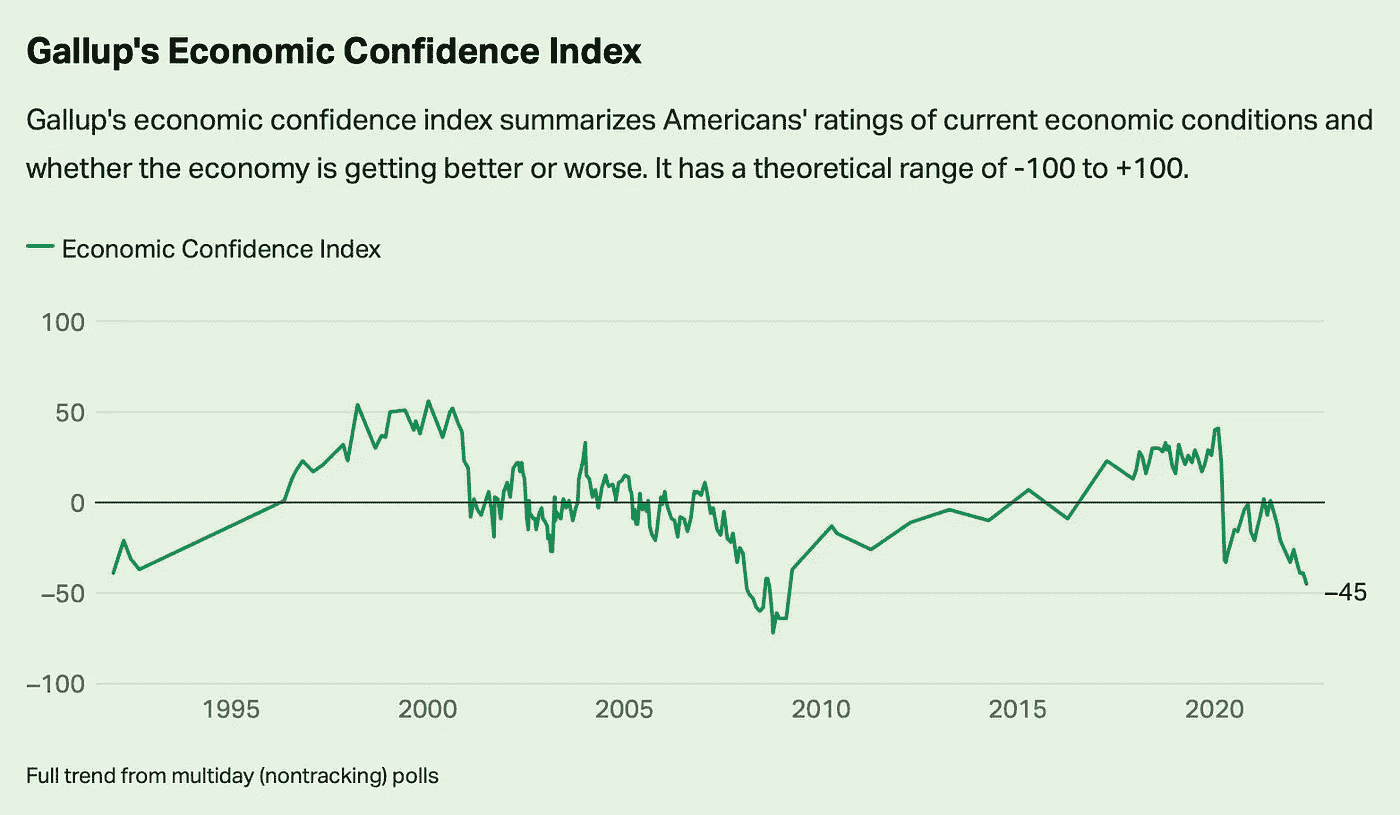 Gallup's Economic Confidence Index
Gallup's economic confidence index summarizes Americans' ratings of current economic conditions and
whether the economy is getting better or worse. It has a theoretical range of -100 to +100.
Economic Confidence Index
100
50
0
−50
−45
−100
1995 2000 2005 2010 2015 2020
Full trend from multiday (nontracking) polls